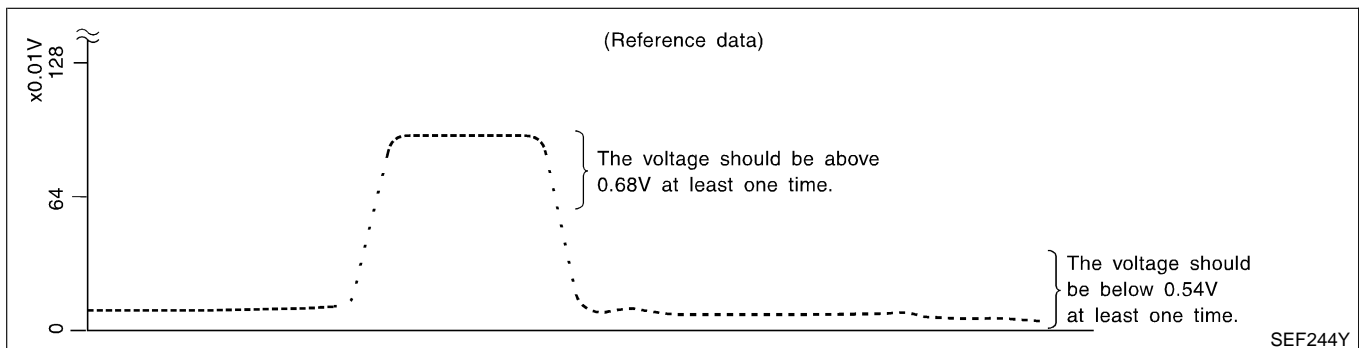 (Reference data)
x0.01V
128
64
0
The voltage should be above
0.68V at least one time.
The voltage should
be below 0.54V
at least one time.
SEF244Y